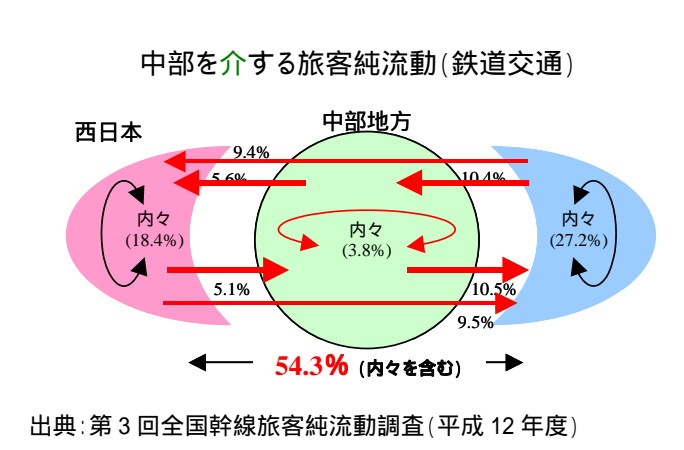 中部を介する旅客純流動(鉄道交通)
中部地方
西日本
9.4%
5.6%
10.4%
内々
(18.4%)
内々
(3.8%)
内々
(27.2%)
5.1%
10.5%
9.5%
54.3% (内々を含む)
出典:第3回全国幹線旅客純流動調査(平成12年度)